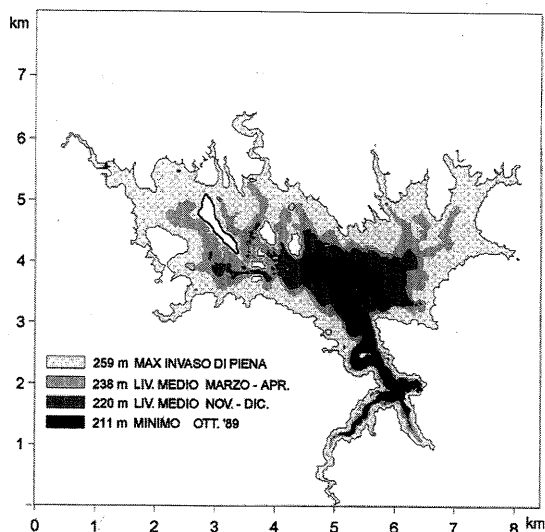 km
7
6
5
4
3
2
1
259 m MAX INVASO DI PIENA
238 m LIV. MEDIO MARZO - APR.
220 m LIV. MEDIO NOV. - DIC.
211 m MINIMO OTT. '89
0 1 2 3 4 5 6 7 km 8